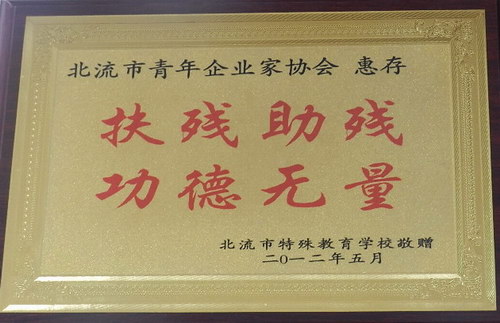 北流市青年企业家协会 惠存
扶残助残
功德无量
北流市特殊教育学校敬赠
二0一二年五月